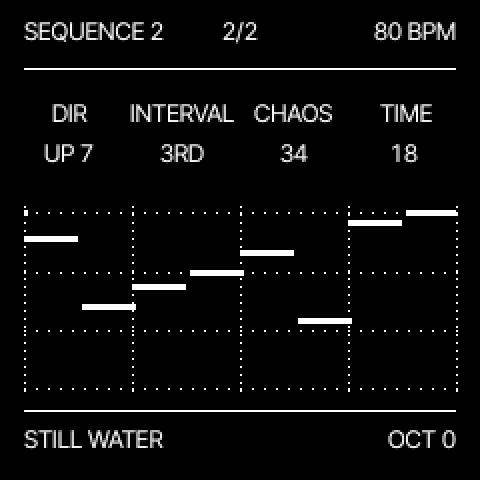 SEQUENCE 2 2/2 80 BPM
DIR INTERVAL CHAOS TIME
UP 7 3RD 34 18
STILL WATER OCT 0